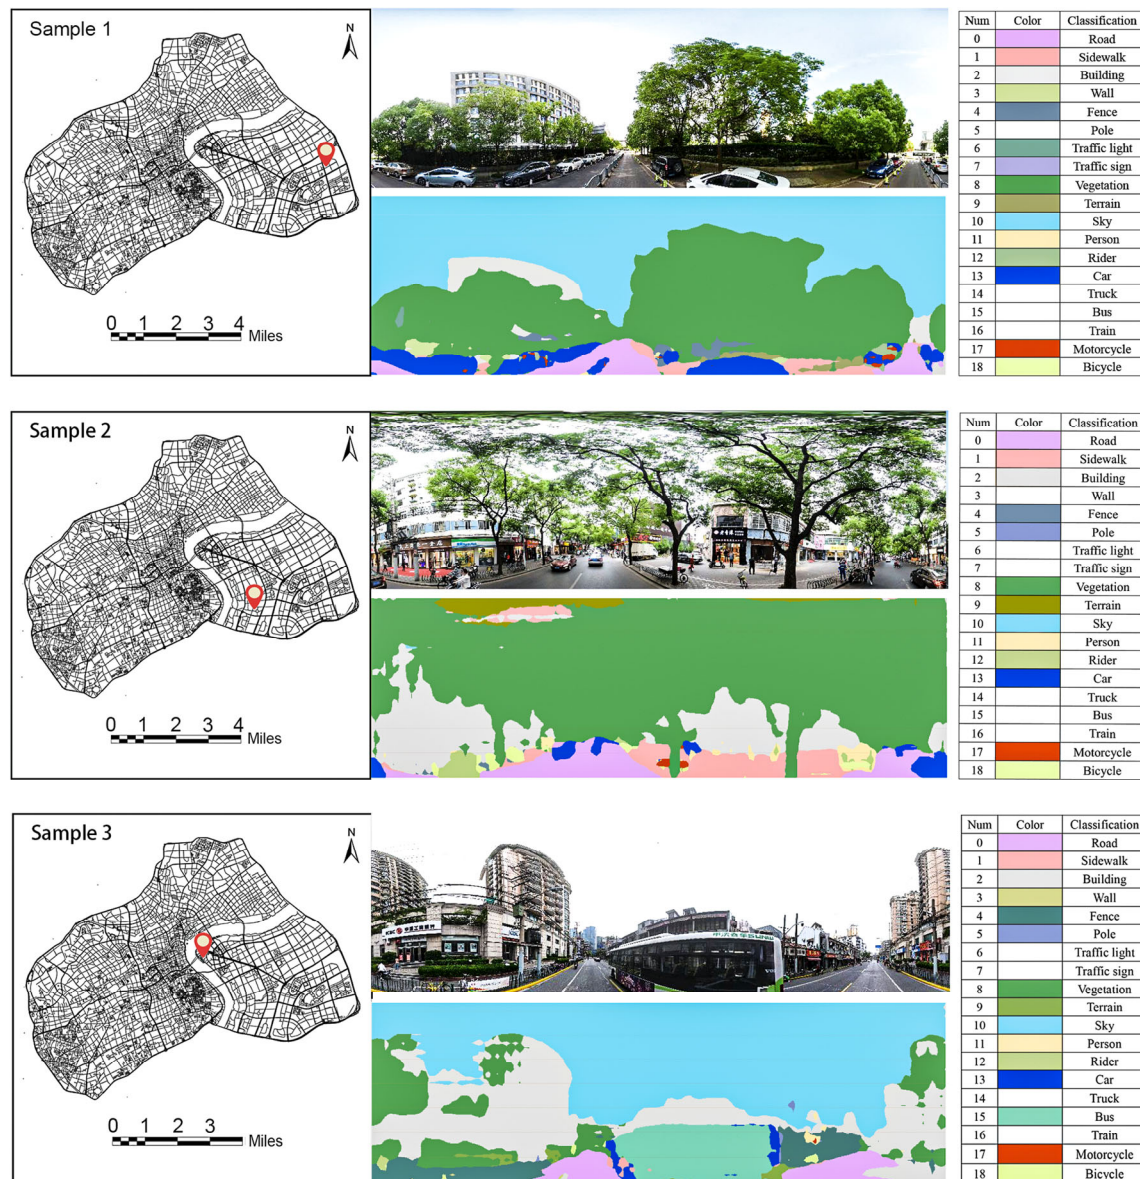 Sample 1
N
0 1 2 3 4
Miles
Num Color Classification
0 Road
1 Sidewalk
2 Building
3 Wall
4 Fence
5 Pole
6 Traffic light
7 Traffic sign
8 Vegetation
9 Terrain
10 Sky
11 Person
12 Rider
13 Car
14 Truck
15 Bus
16 Train
17 Motorcycle
18 Bicycle
Sample 2
N
0 1 2 3 4
Miles
Num Color Classification
0 Road
1 Sidewalk
2 Building
3 Wall
4 Fence
5 Pole
6 Traffic light
7 Traffic sign
8 Vegetation
9 Terrain
10 Sky
11 Person
12 Rider
13 Car
14 Truck
15 Bus
16 Train
17 Motorcycle
18 Bicycle
Sample 3
N
0 1 2 3
Miles
中国工商银行
Num Color Classification
0 Road
1 Sidewalk
2 Building
3 Wall
4 Fence
5 Pole
6 Traffic light
7 Traffic sign
8 Vegetation
9 Terrain
10 Sky
11 Person
12 Rider
13 Car
14 Truck
15 Bus
16 Train
17 Motorcycle
18 Bicycle